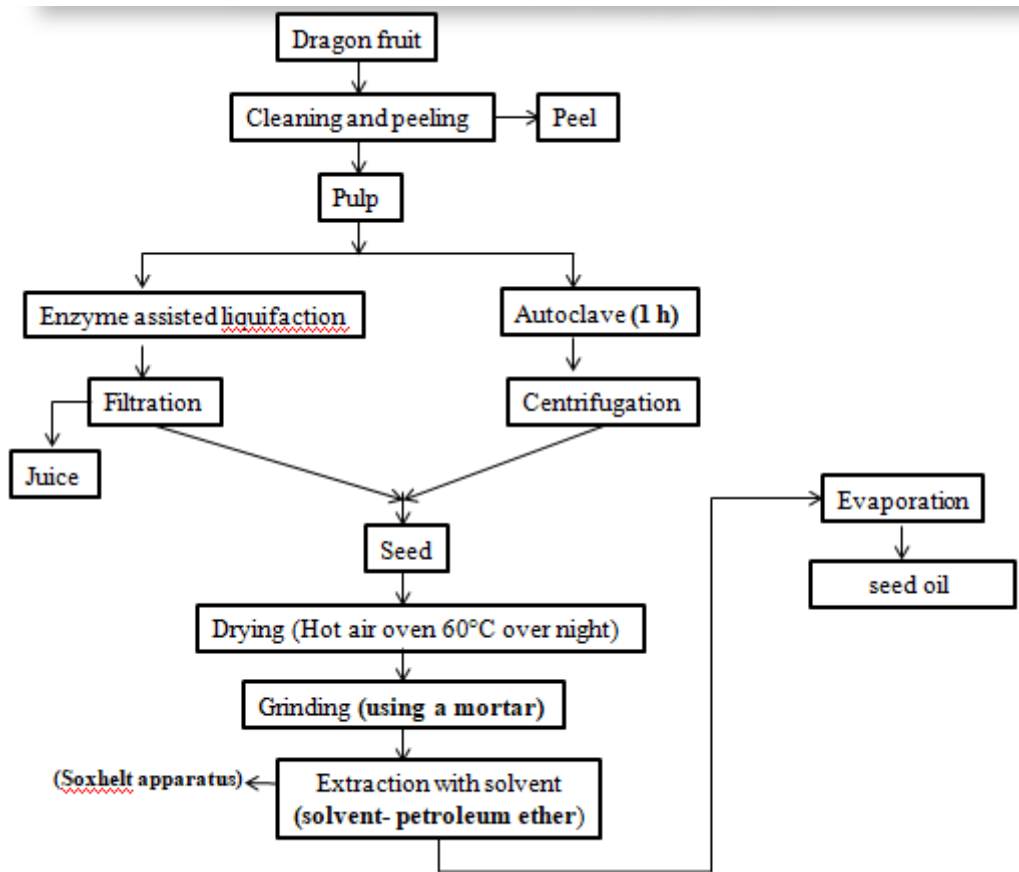 Dragon fruit
Cleaning and peeling
Peel
Pulp
Enzyme assisted liquifaction
Autoclave (1 h)
Filtration
Centrifugation
Juice
Evaporation
Seed
seed oil
Drying (Hot air oven 60°C over night)
Grinding (using a mortar)
(Soxhelt apparatus)
Extraction with solvent
(solvent- petroleum ether)